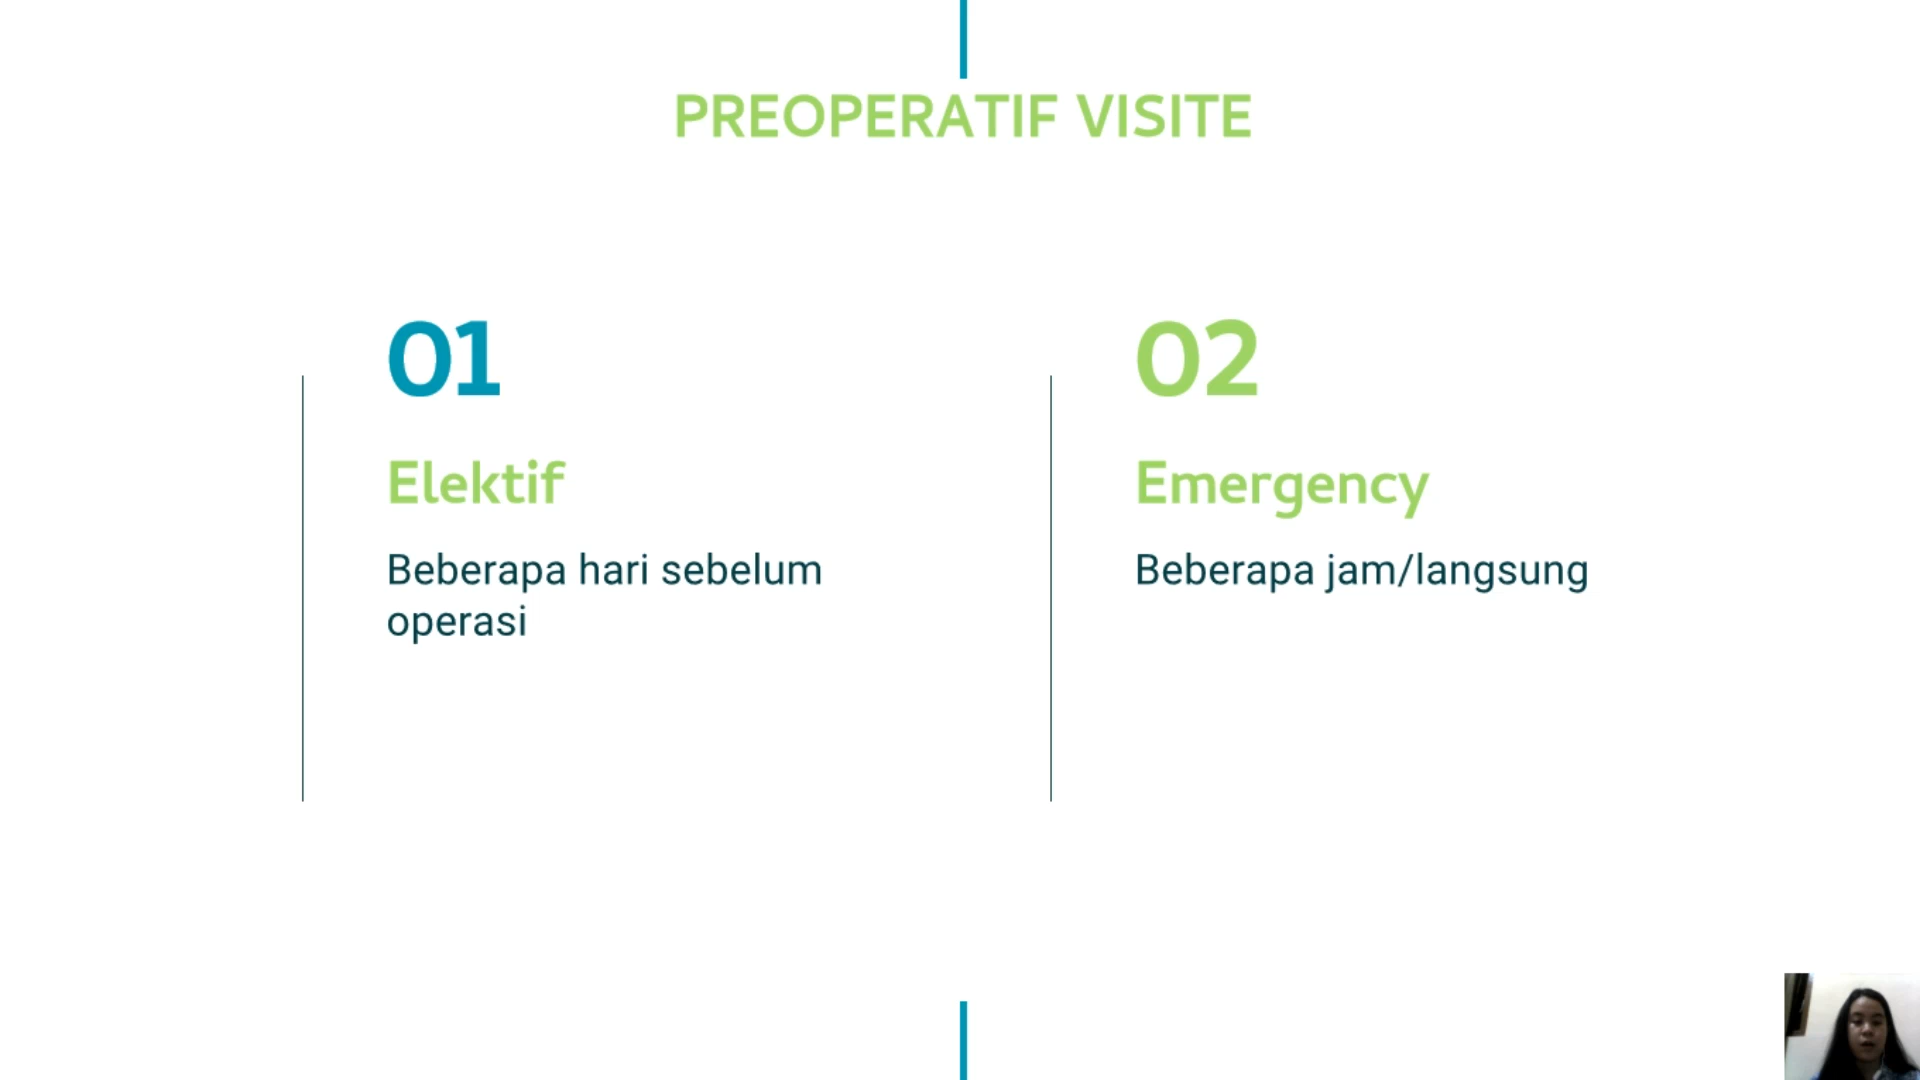 PREOPERATIF VISITE
01
Elektif
Beberapa hari sebelum
operasi
02
Emergency
Beberapa jam/langsung